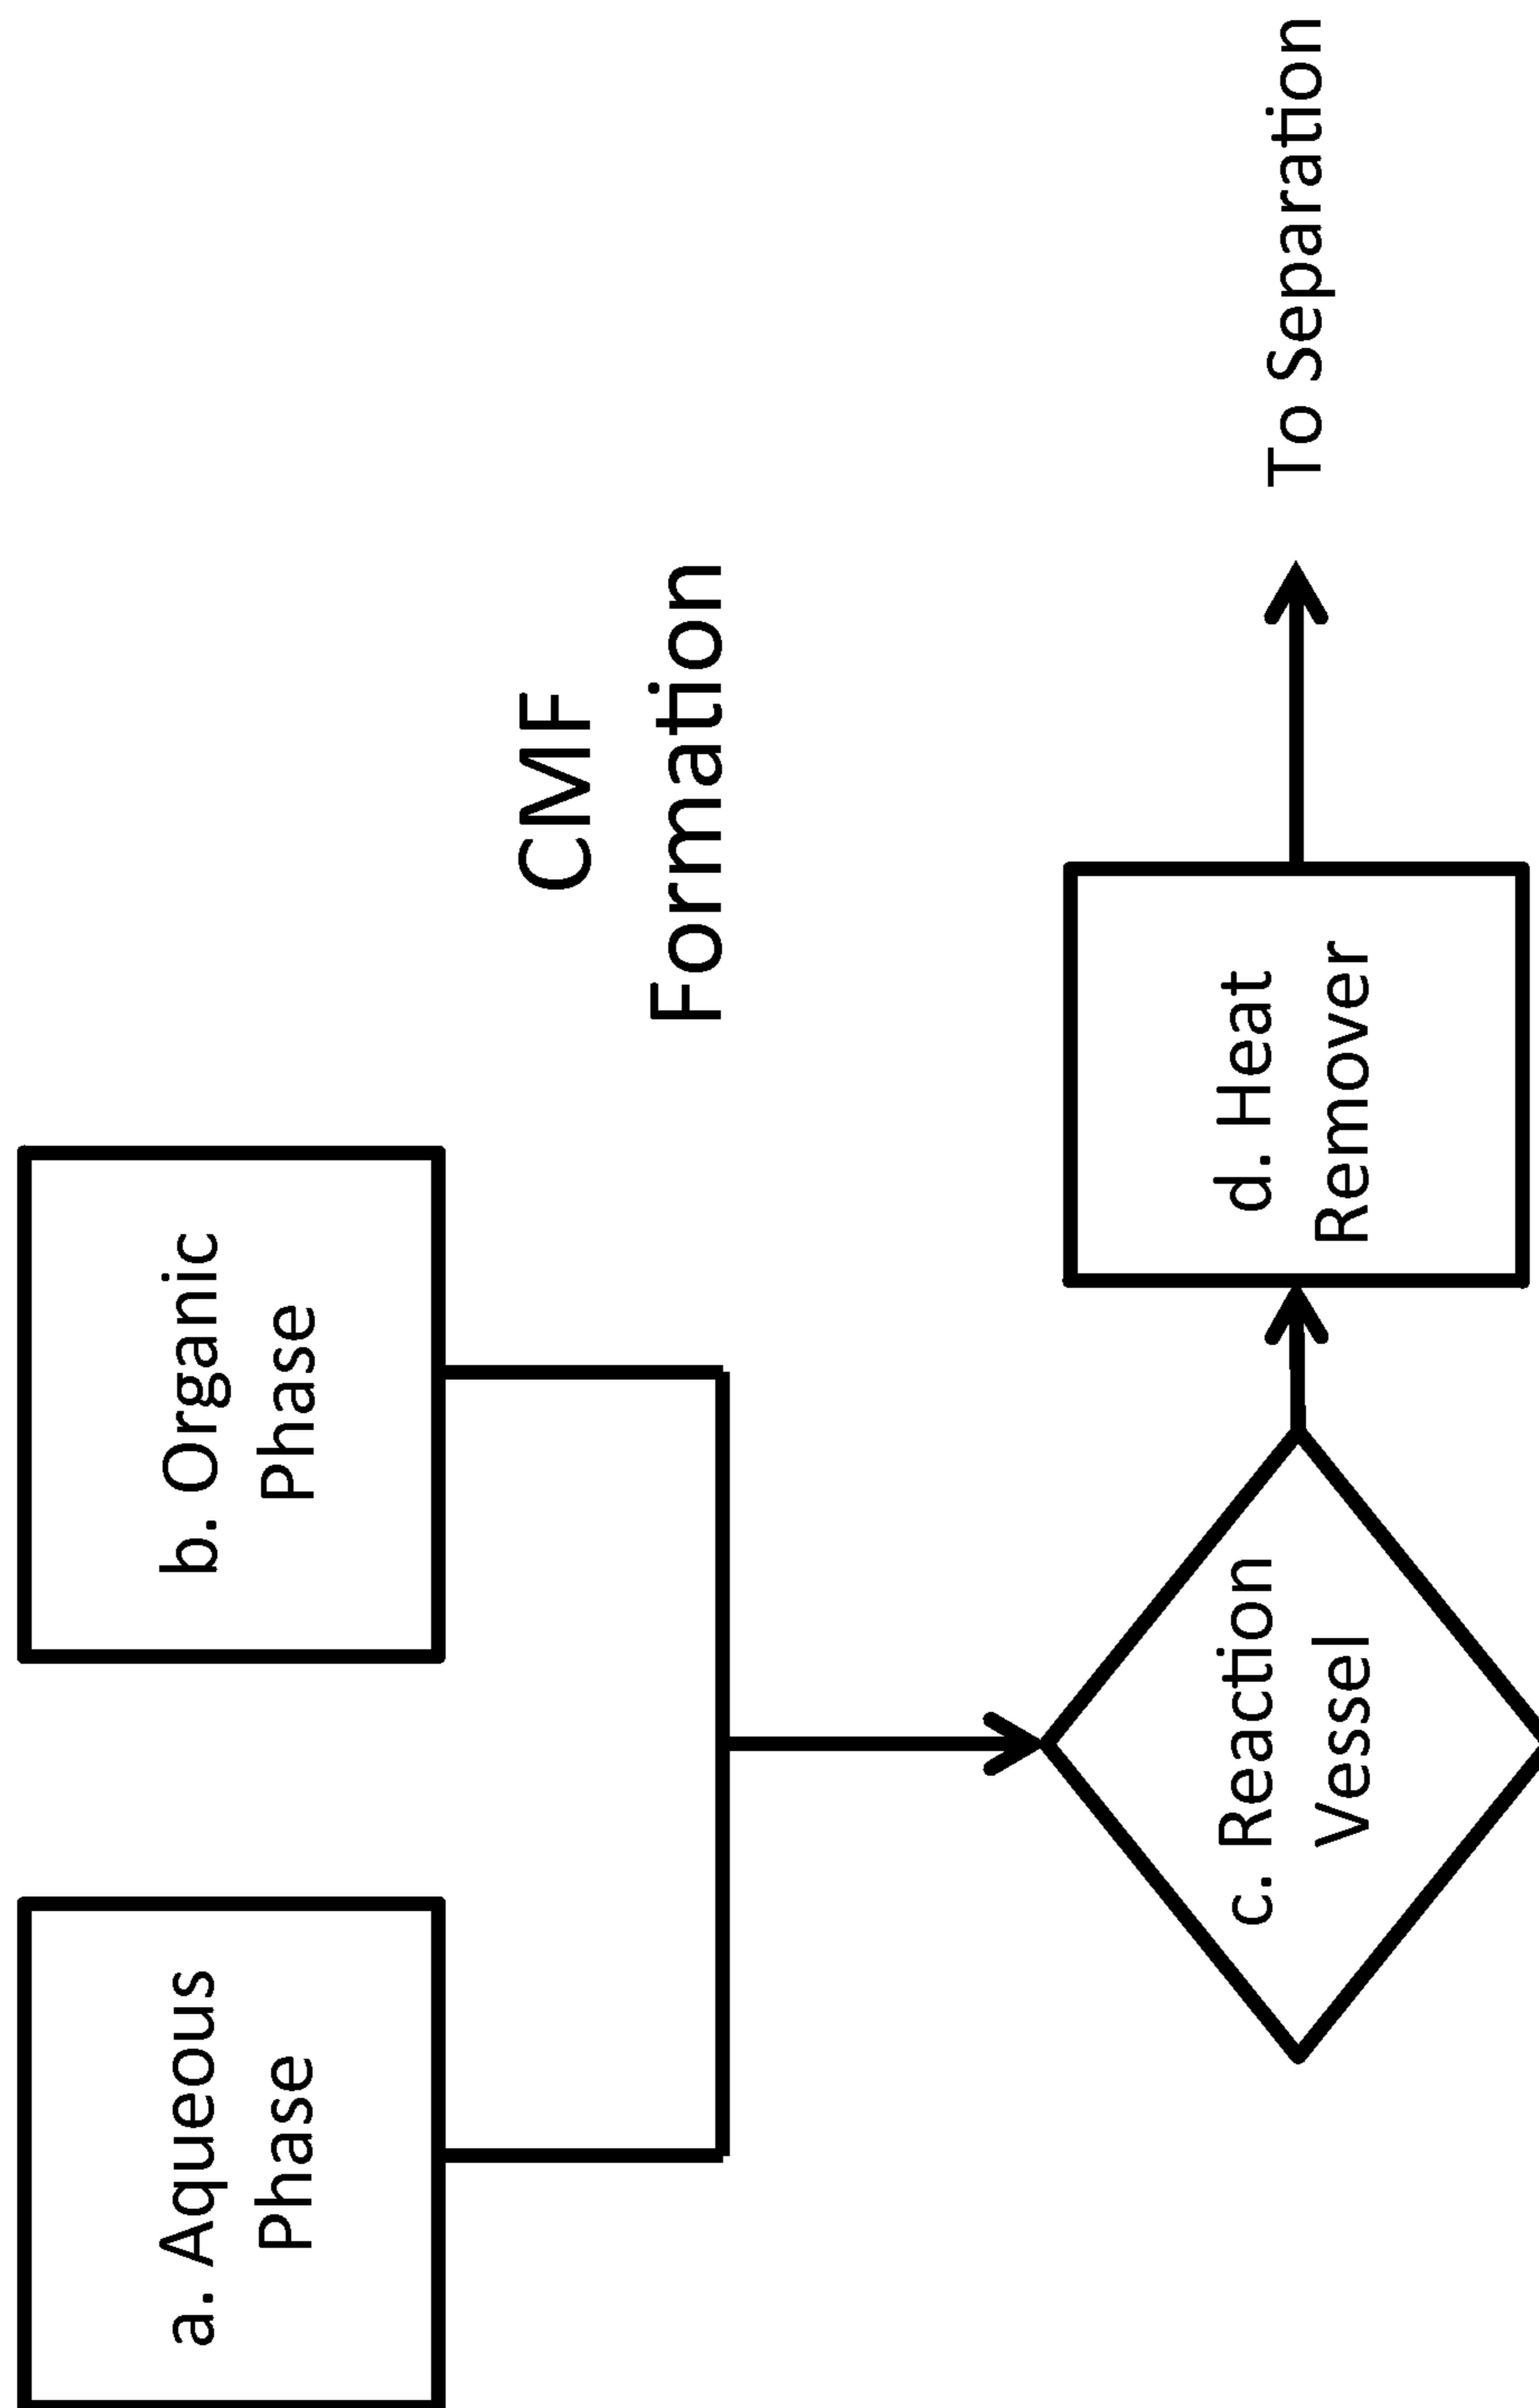 a. Aqueous
Phase
b. Organic
Phase
CMF
Formation
c. Reaction
Vessel
d. Heat
Remover
To Separation